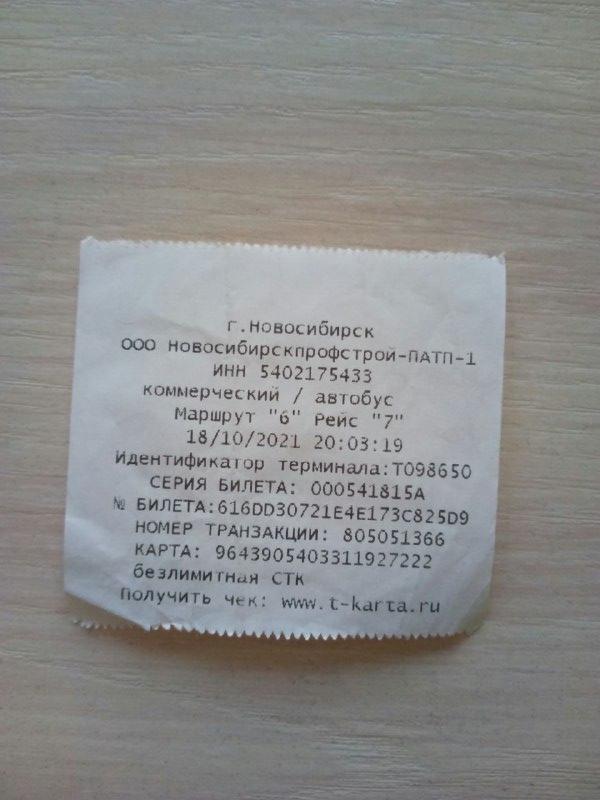 г.Новосибирск
ООО Новосибирскпрофстрой-ПАТП-1
ИНН 5402175433
коммерческий / автобус
Маршрут "6" Рейс "7"
18/10/2021 20:03:19
Идентификатор терминала:T098650
СЕРИЯ БИЛЕТА: 000541815А
№ БИЛЕТА:616DD30721E4E173C825D9
НОМЕР ТРАНЗАКЦИИ: 805051366
КАРТА: 9643905403311927222
безлимитная СТК
Получить чек: www.t-karta.ru